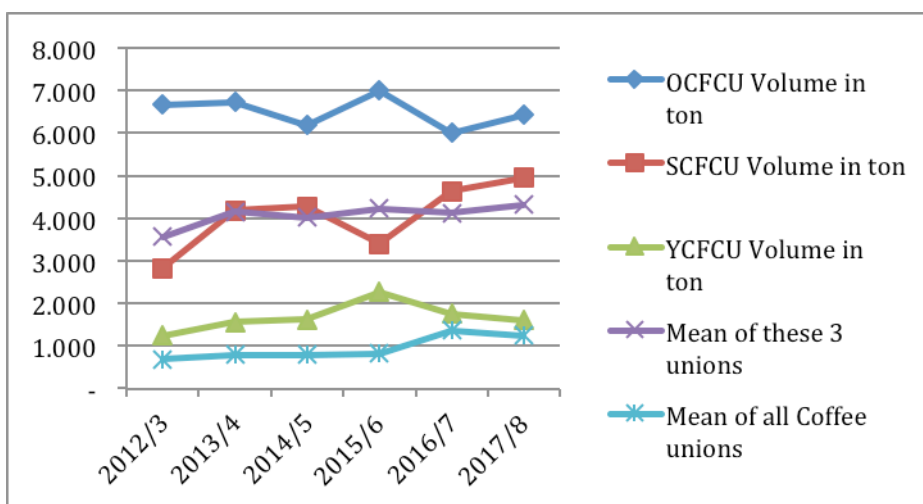 8.000
7.000
6.000
5.000
4.000
3.000
2.000
1.000
-
2012/3
2013/4
2014/5
2015/6
2016/7
2017/8
OCFCU Volume in
ton
SCFCU Volume in ton
YCFCU Volume in
ton
Mean of these 3
unions
Mean of all Coffee
unions